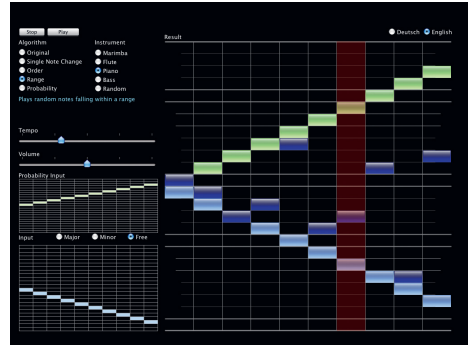 Stop Play
Result
Deutsch English
Algorithm Instrument
Original Marimba
Single Note Change Flute
Order Piano
Range Bass
Probability Random
Plays random notes falling within a range
Tempo
Volume
Probability Input
Input Major Minor Free